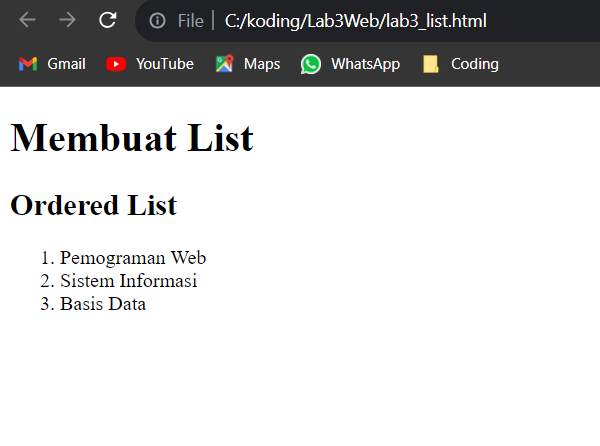 File C:/koding/Lab3Web/lab3_list.html
Gmail YouTube Maps WhatsApp Coding
Membuat List
Ordered List
1. Pemograman Web
2. Sistem Informasi
3. Basis Data